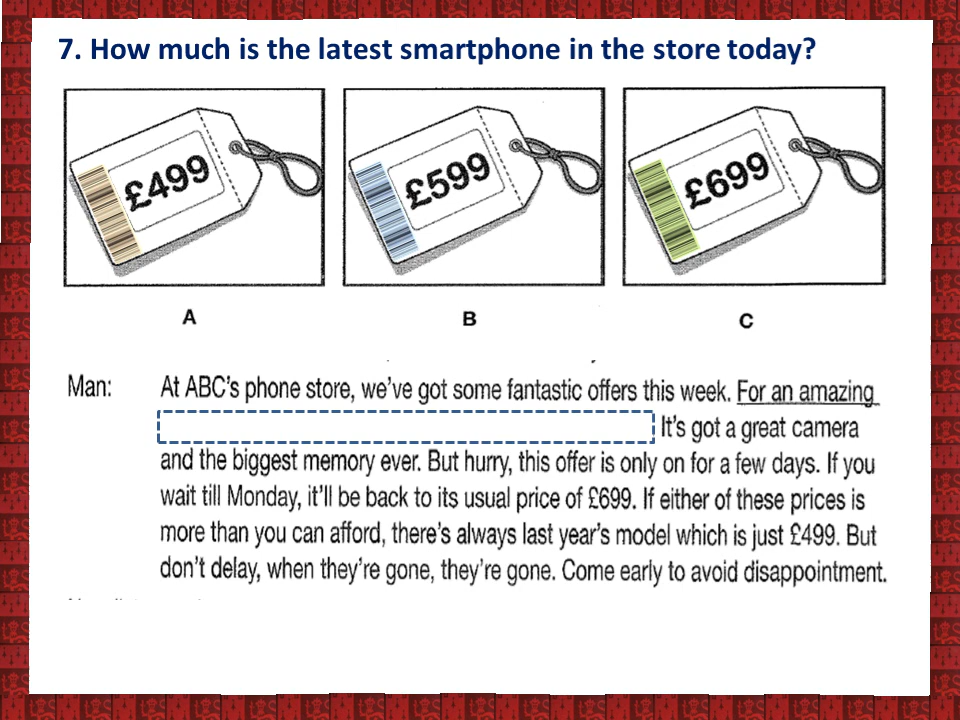 7. How much is the latest smartphone in the store today?
£499 £599 £699
A B C
Man: At ABC's phone store, we've got some fantastic offers this week. For an amazing
It's got a great camera
and the biggest memory ever. But hurry, this offer is only on for a few days. If you
wait till Monday, it'll be back to its usual price of £699. If either of these prices is
more than you can afford, there's always last year's model which is just £499. But
don't delay, when they're gone, they're gone. Come early to avoid disappointment.